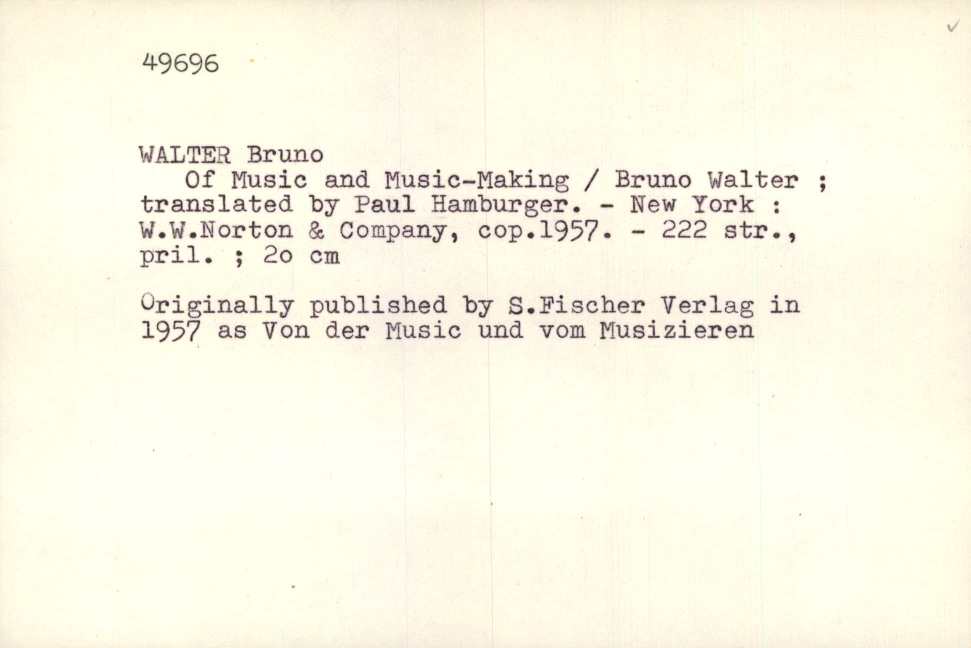 49696
WALTER Bruno
Of Music and Music-Making / Bruno Walter ;
translated by Paul Hamburger. - New York :
W.W.Norton & Company, cop.1957. - 222 str.,
pril. ; 2o cm
Originally published by S.Fischer Verlag in
1957 as Von der Music und vom Musizieren